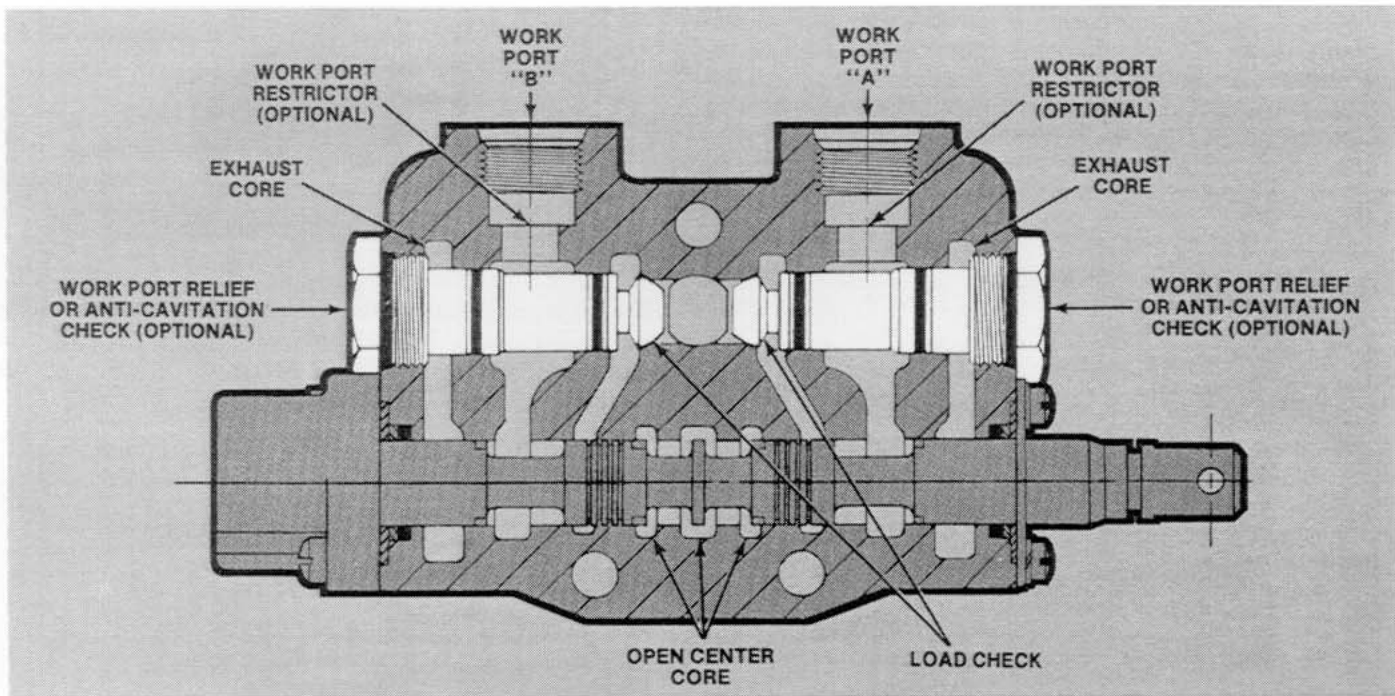 WORK
PORT
"B"
WORK
PORT
"A"
WORK PORT
RESTRICTOR
(OPTIONAL)
WORK PORT
RESTRICTOR
(OPTIONAL)
EXHAUST
CORE
EXHAUST
CORE
WORK PORT RELIEF
OR ANTI-CAVITATION
CHECK (OPTIONAL)
WORK PORT RELIEF
OR ANTI-CAVITATION
CHECK (OPTIONAL)
OPEN CENTER
CORE
LOAD CHECK